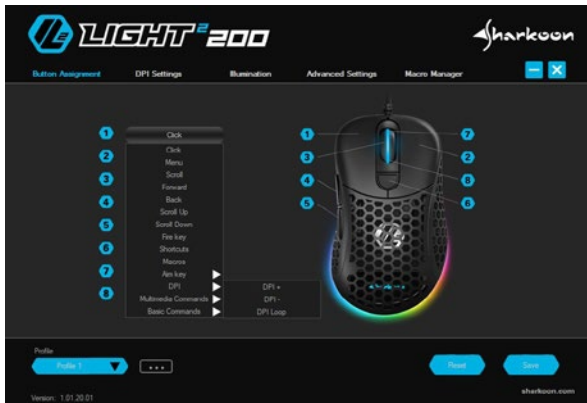 LIGHT² 200
sharkoon
Button Assignment
DPI Settings
Illumination
Advanced Settings
Macro Manager
1
Click
2
Click
Menu
3
Scroll
Forward
4
Back
Scroll Up
5
Scroll Down
Fire key
6
Shortcuts
Macros
7
Aim key
DPI
8
Multimedia Commands
Basic Commands
DPI +
DPI -
DPI Loop
1
7
3
2
4
8
5
6
Profile
Profile 1
...
Reset
Save
Version: 1.01.20.01
sharkoon.com